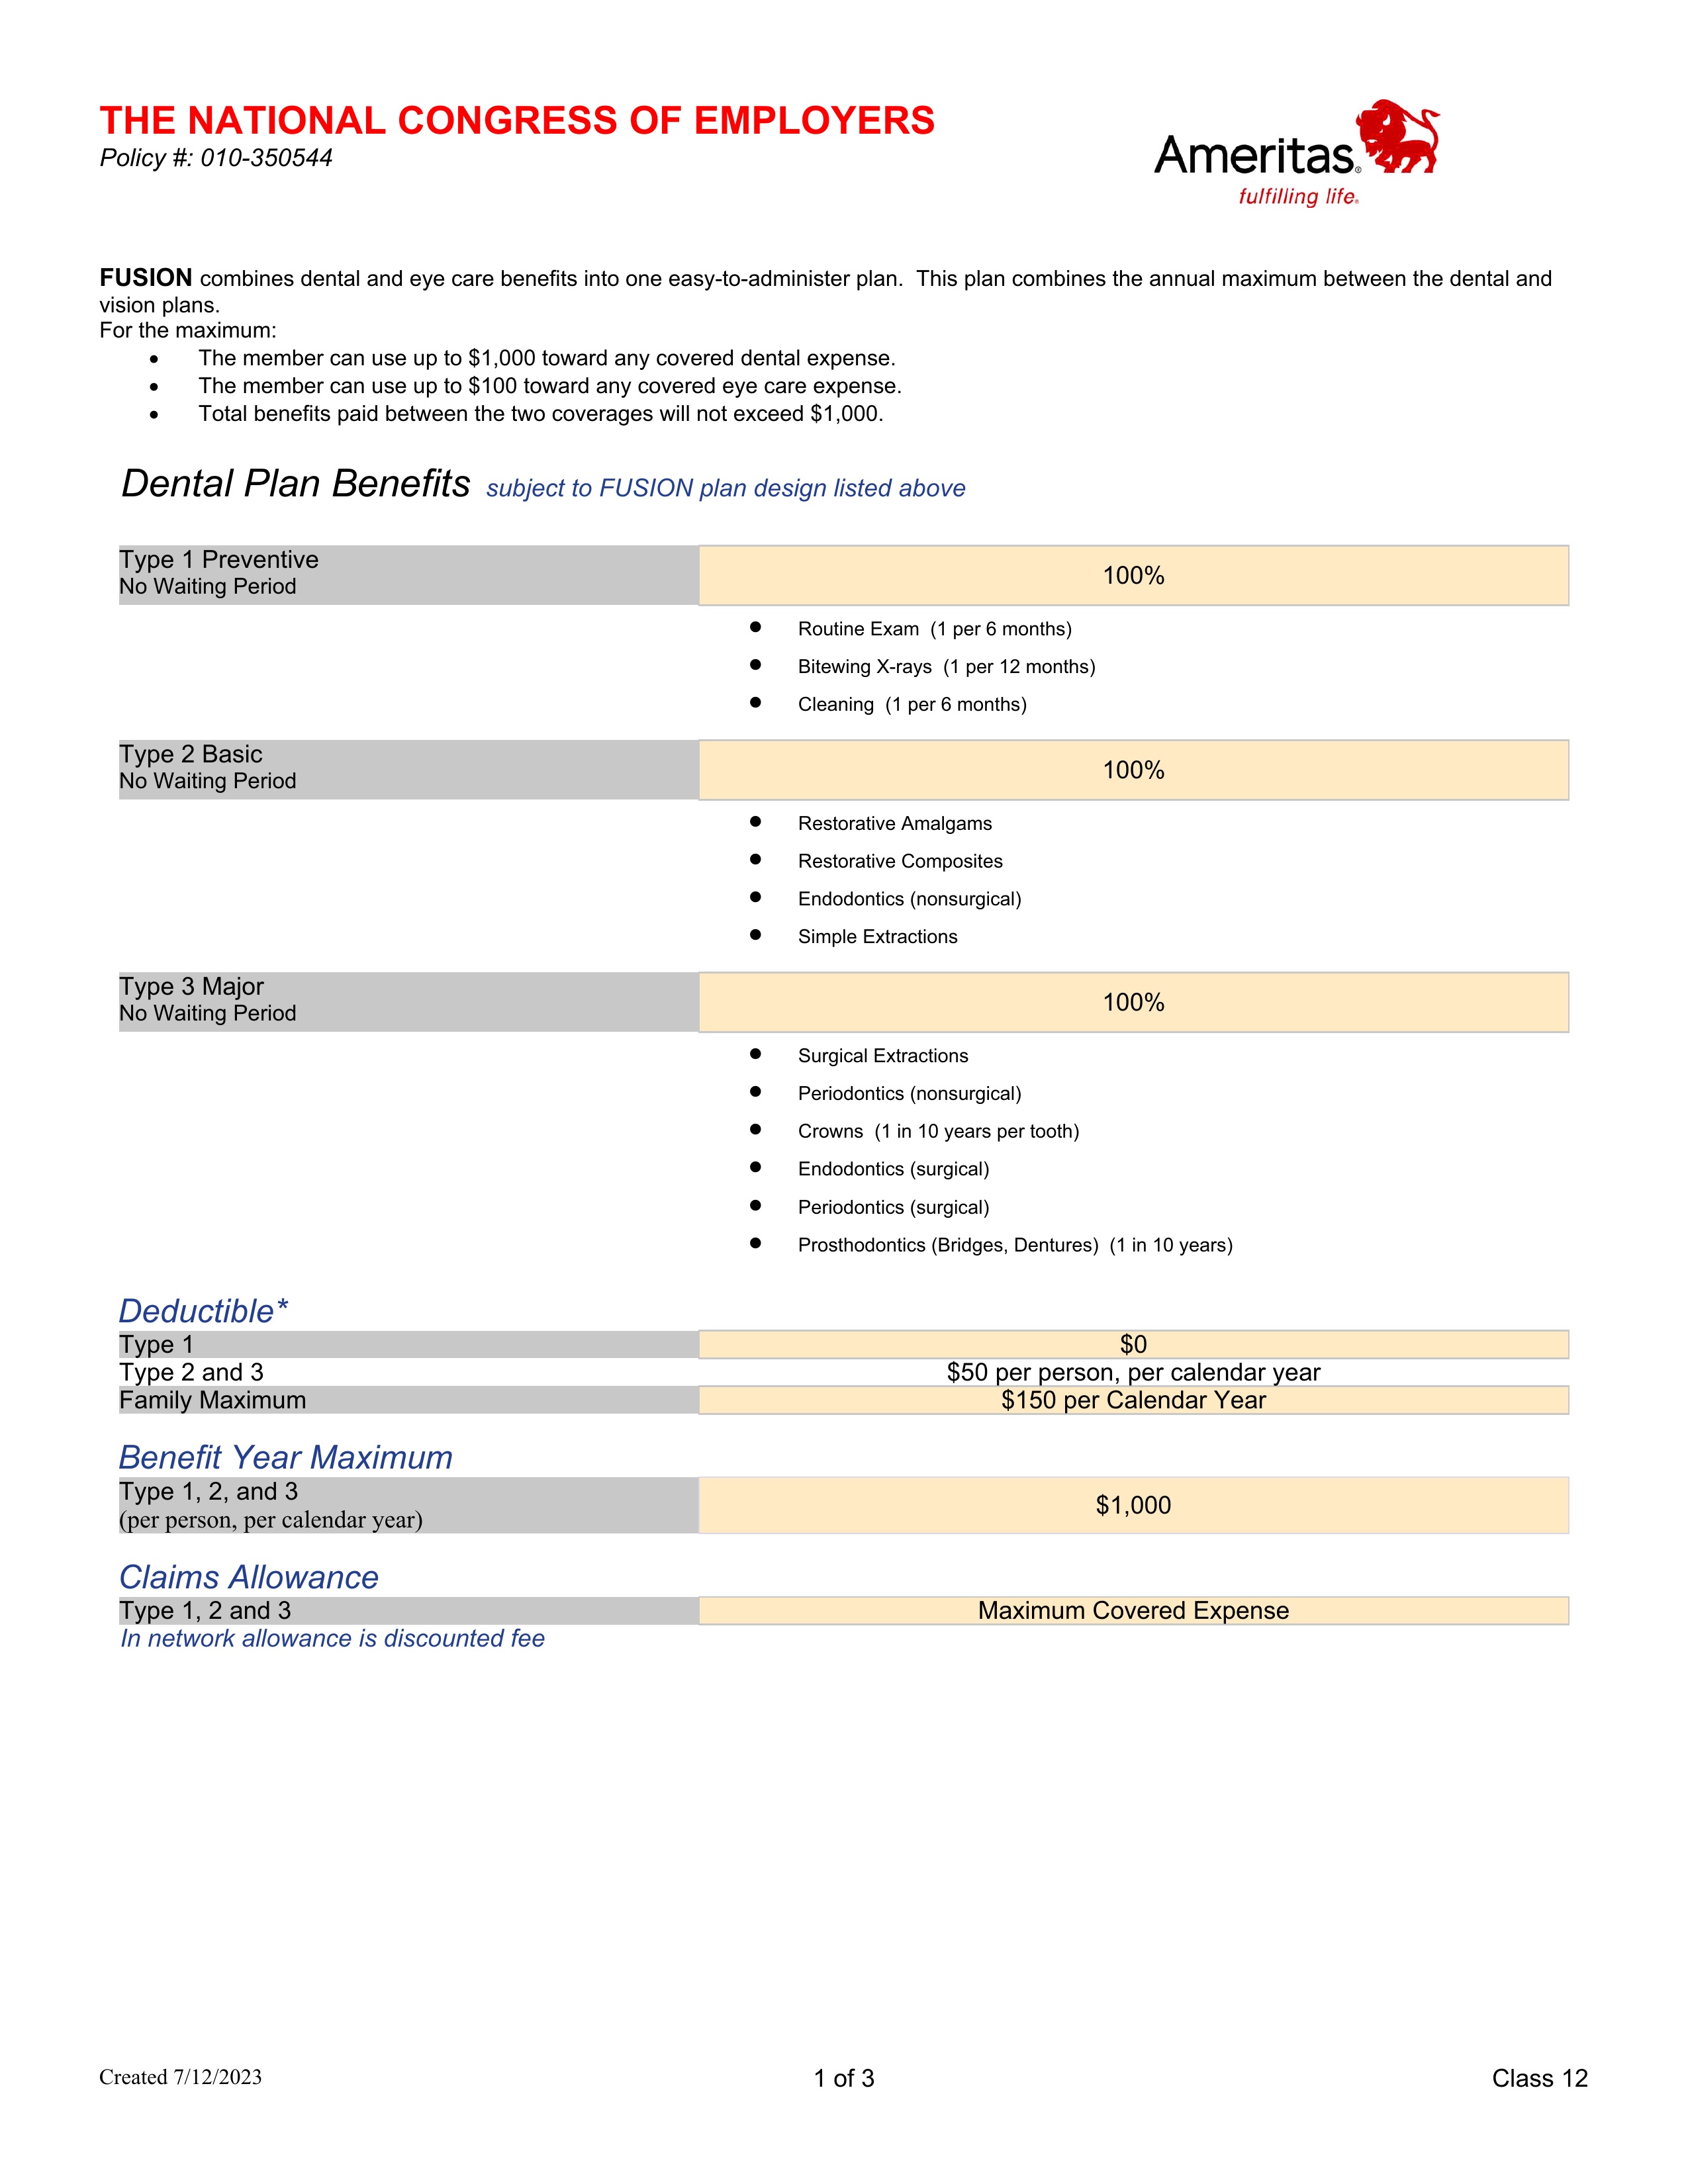 THE NATIONAL CONGRESS OF EMPLOYERS
Policy #: 010-350544
Ameritas®
fulfilling life®
FUSION combines dental and eye care benefits into one easy-to-administer plan.  This plan combines the annual maximum between the dental and
vision plans.
For the maximum:
• The member can use up to $1,000 toward any covered dental expense.
• The member can use up to $100 toward any covered eye care expense.
• Total benefits paid between the two coverages will not exceed $1,000.
Dental Plan Benefits subject to FUSION plan design listed above
Type 1 Preventive
No Waiting Period
100%
• Routine Exam  (1 per 6 months)
• Bitewing X-rays  (1 per 12 months)
• Cleaning  (1 per 6 months)
Type 2 Basic
No Waiting Period
100%
• Restorative Amalgams
• Restorative Composites
• Endodontics (nonsurgical)
• Simple Extractions
Type 3 Major
No Waiting Period
100%
• Surgical Extractions
• Periodontics (nonsurgical)
• Crowns  (1 in 10 years per tooth)
• Endodontics (surgical)
• Periodontics (surgical)
• Prosthodontics (Bridges, Dentures)  (1 in 10 years)
Deductible*
Type 1 $0
Type 2 and 3 $50 per person, per calendar year
Family Maximum $150 per Calendar Year
Benefit Year Maximum
Type 1, 2, and 3
(per person, per calendar year)
$1,000
Claims Allowance
Type 1, 2 and 3 Maximum Covered Expense
In network allowance is discounted fee
Created 7/12/2023 1 of 3 Class 12